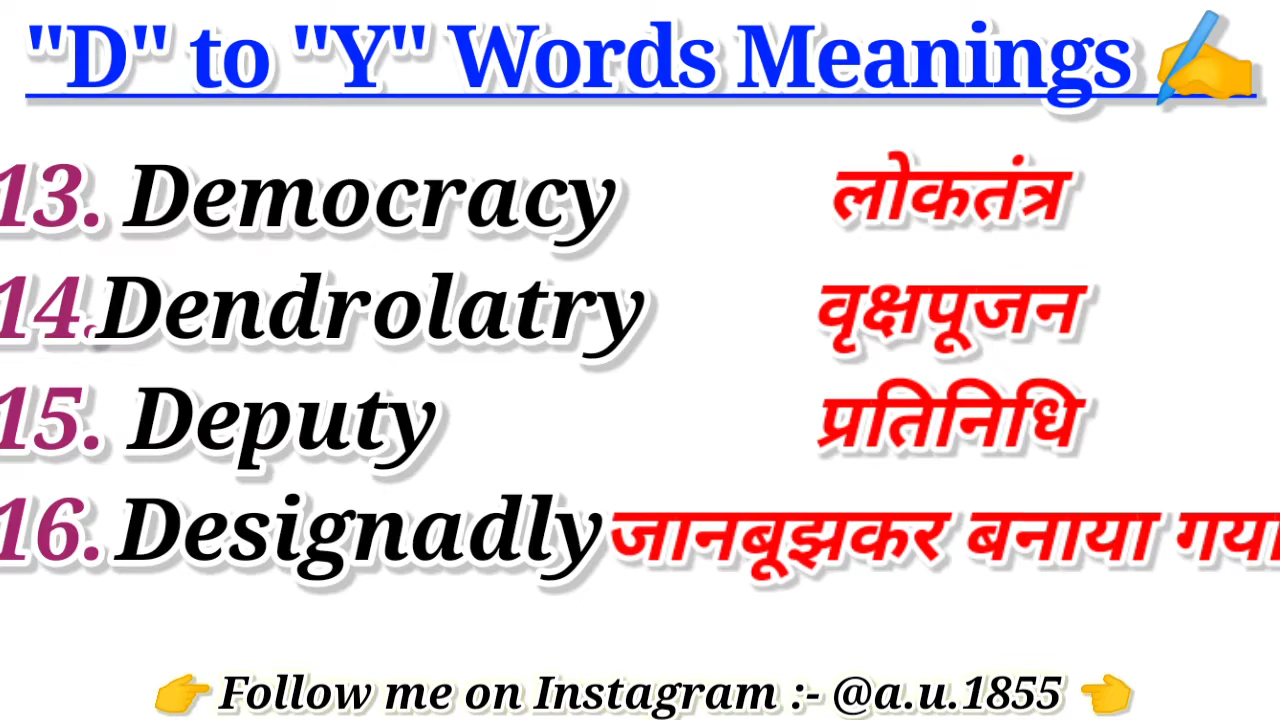 "D" to "Y" Words Meanings ✍
13. Democracy लोकतंत्र
14. Dendrolatry वृक्षपूजन
15. Deputy प्रतिनिधि
16. Designadly जानबूझकर बनाया गया
👉 Follow me on Instagram :- @a.u.1855 👈